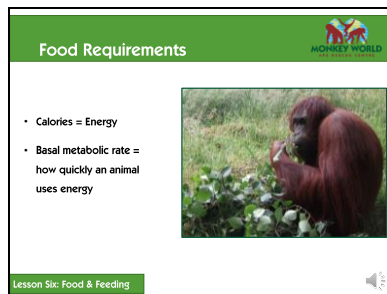 Food Requirements
MONKEY WORLD
APE RESCUE CENTRE
• Calories = Energy
• Basal metabolic rate =
how quickly an animal
uses energy
Lesson Six: Food & Feeding